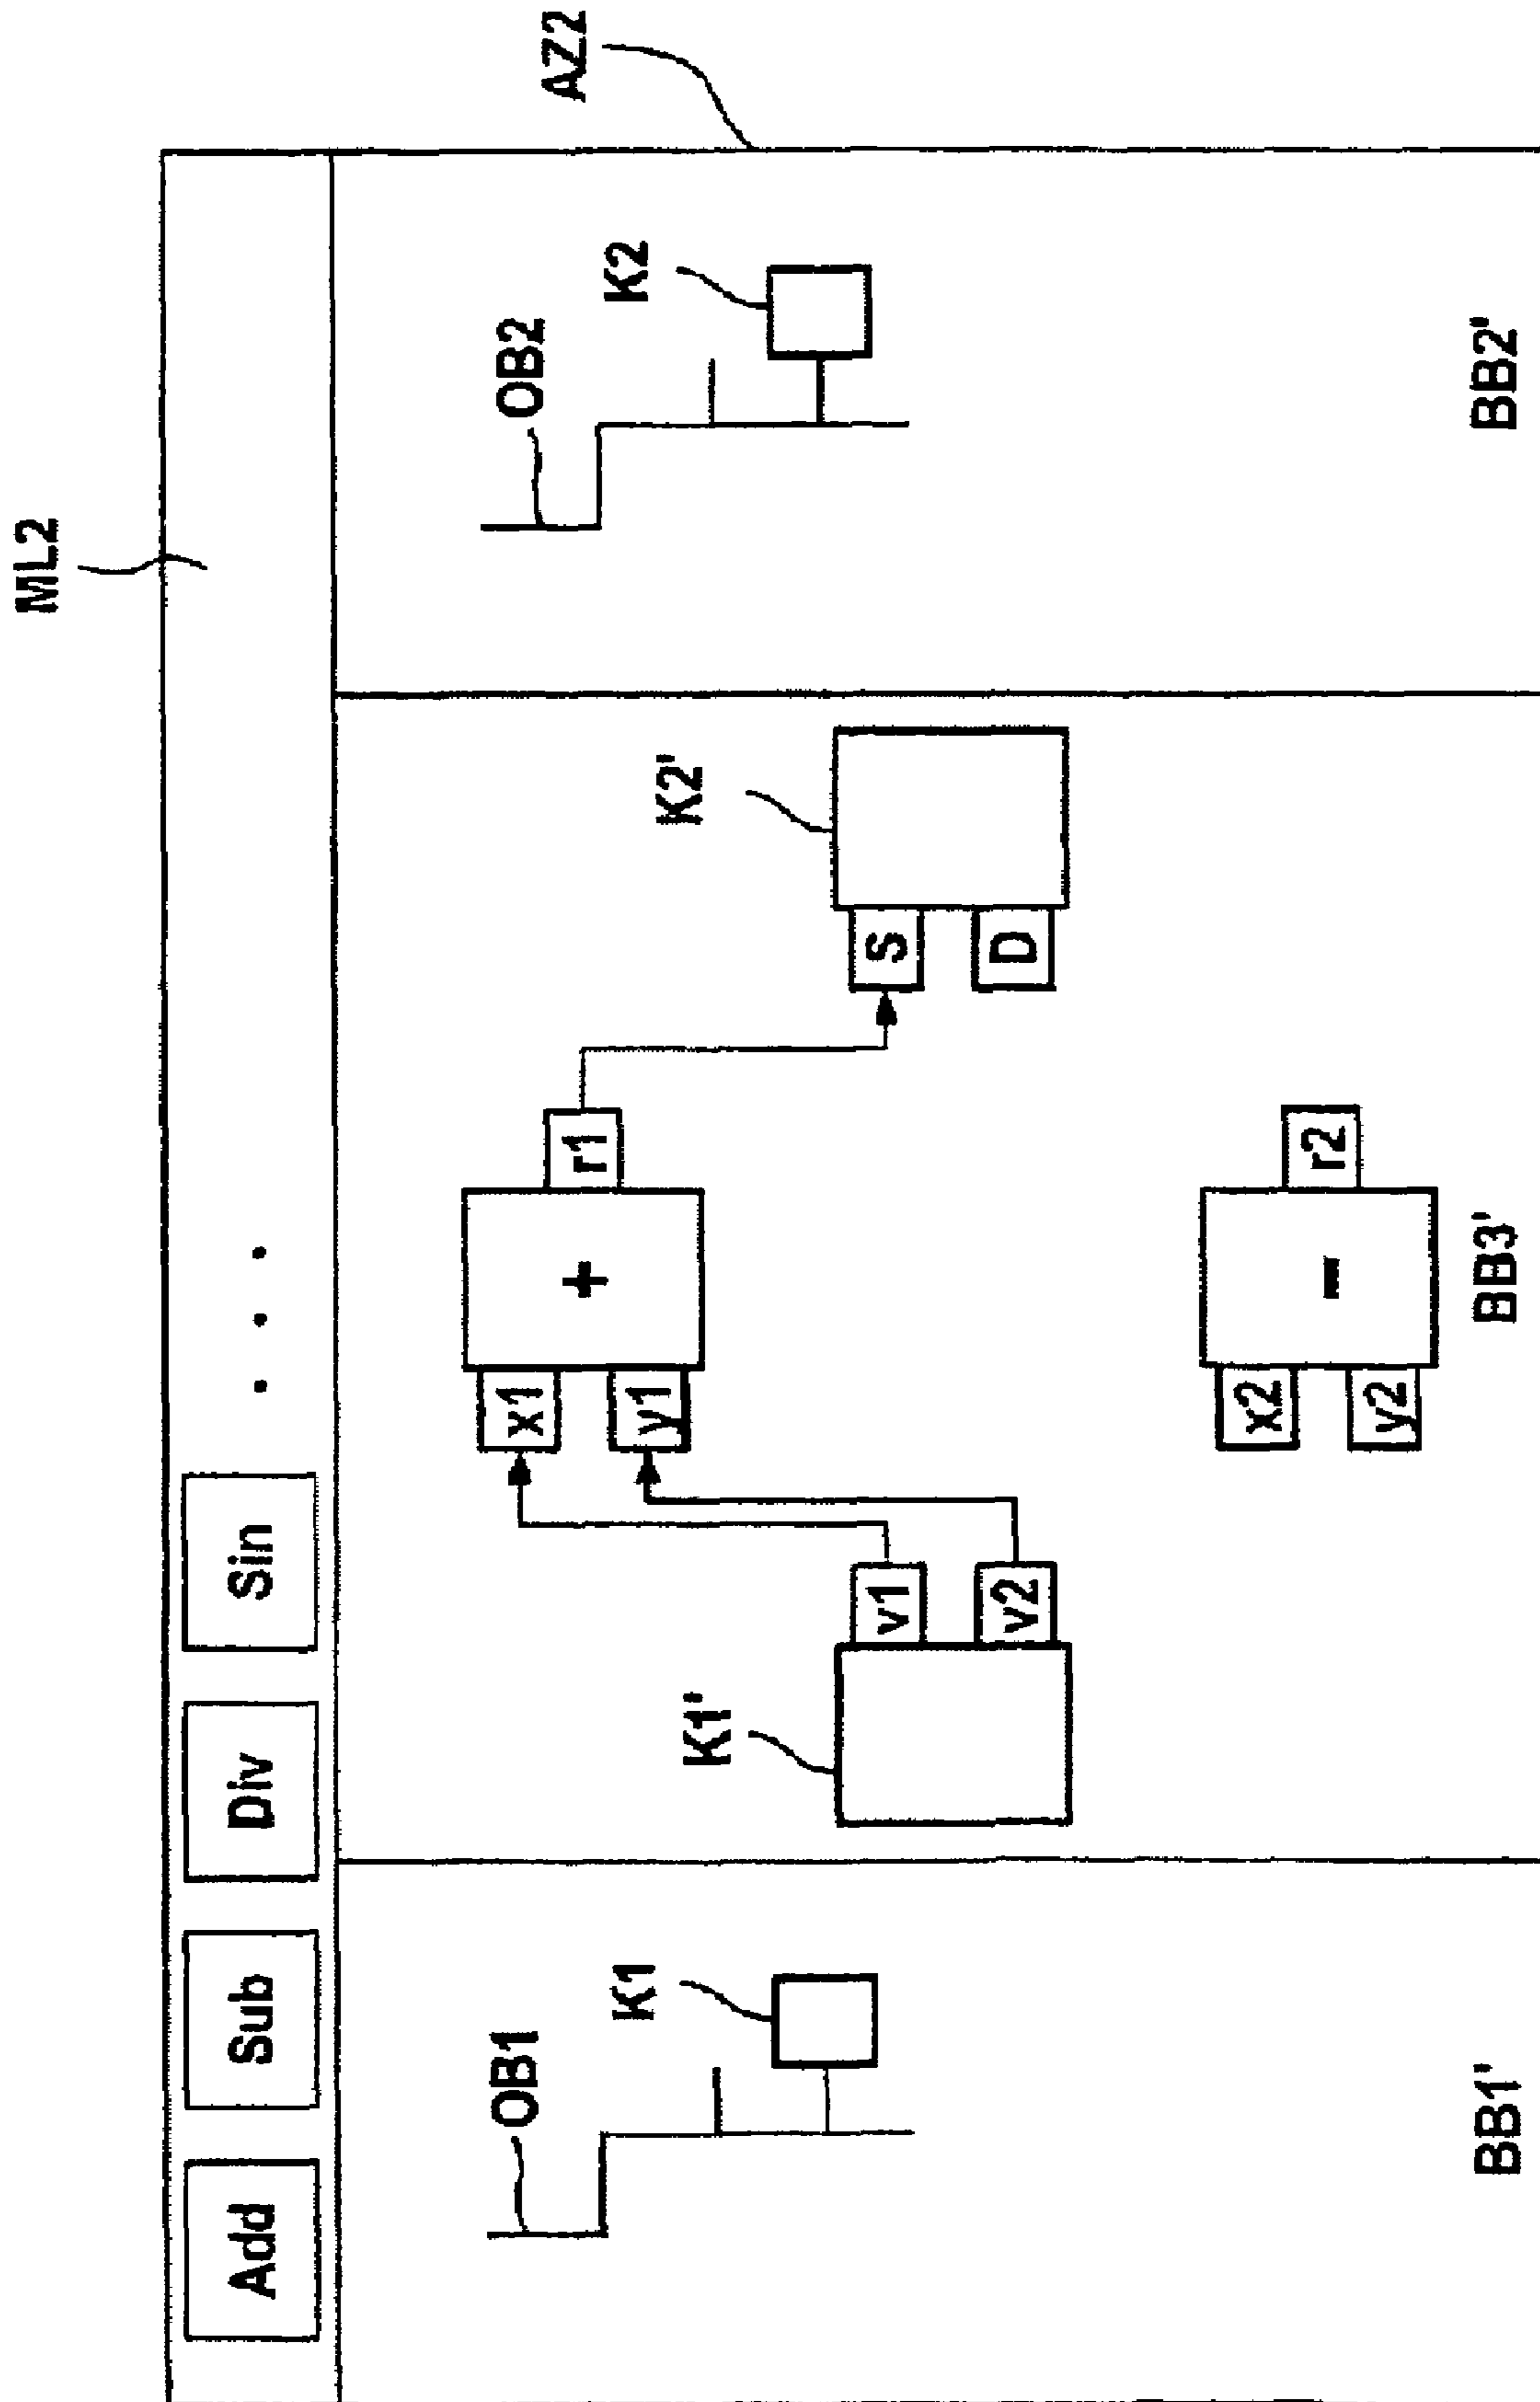 ML2
Add Sub Div Sin . . .
AZ2
OB1
K1
K1'
v1
v2
x1
y1
+
r1
K2'
S
D
x2
y2
–
r2
OB2
K2
BB1' BB3' BB2'